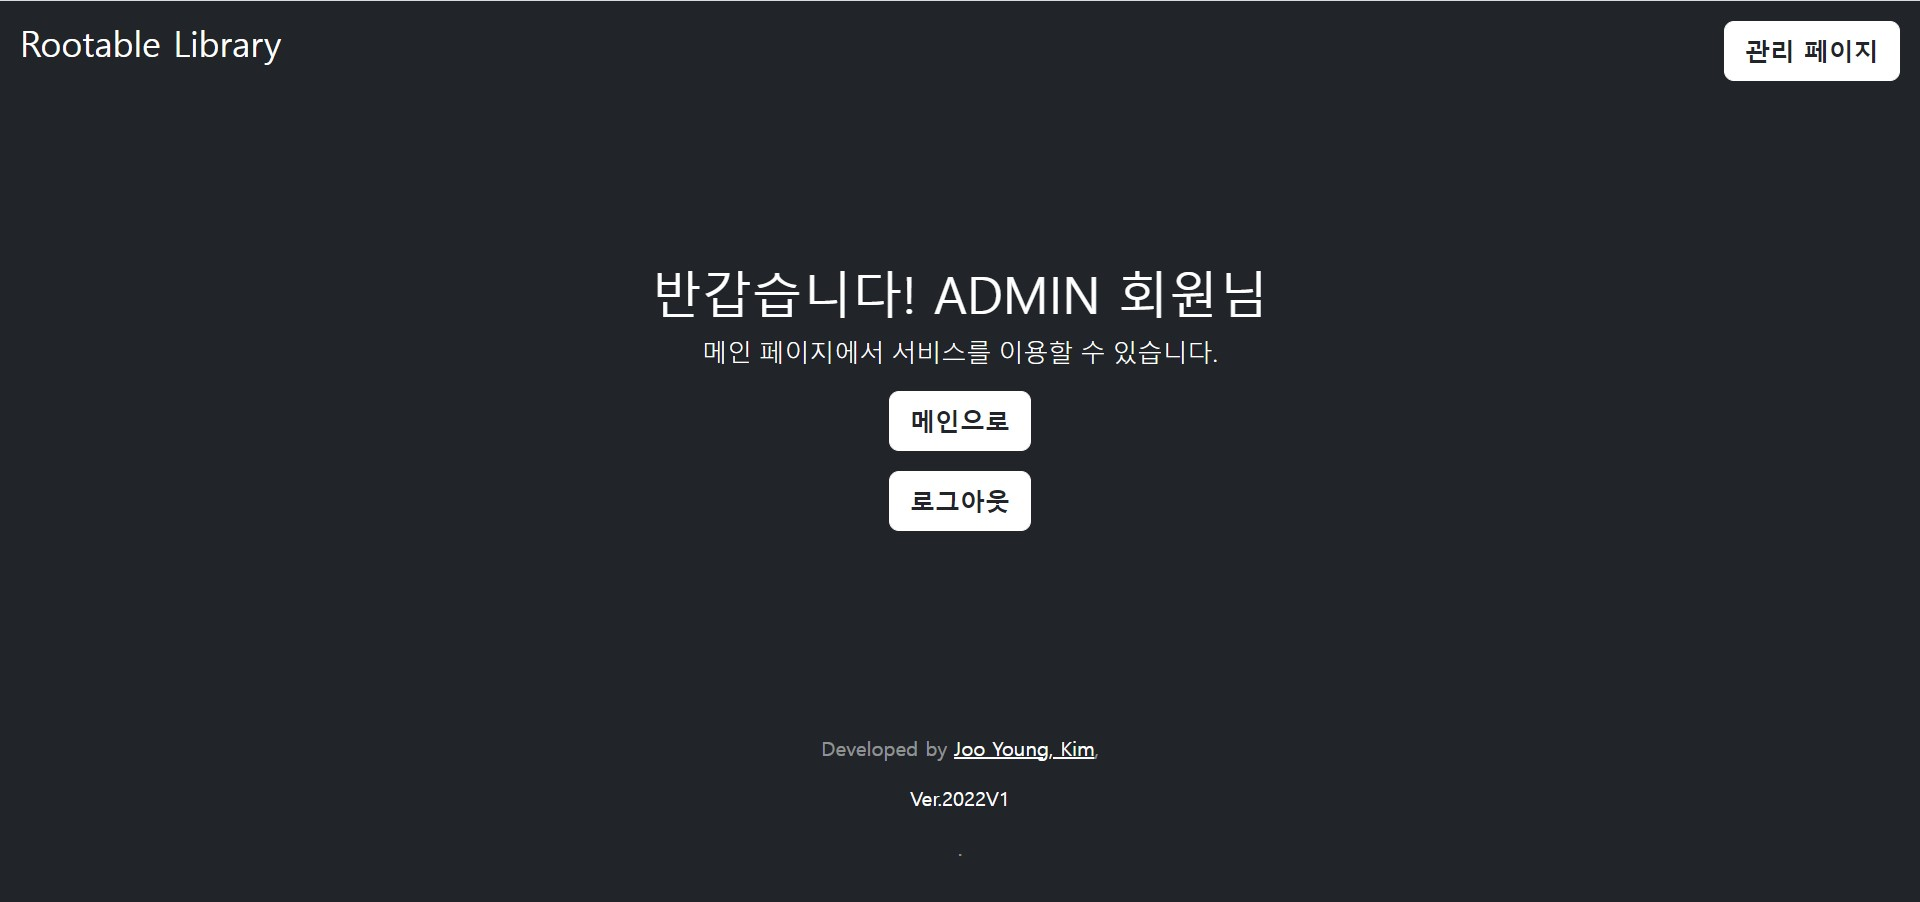 Rootable Library
관리 페이지
반갑습니다! ADMIN 회원님
메인 페이지에서 서비스를 이용할 수 있습니다.
메인으로
로그아웃
Developed by Joo Young, Kim,
Ver.2022V1
.